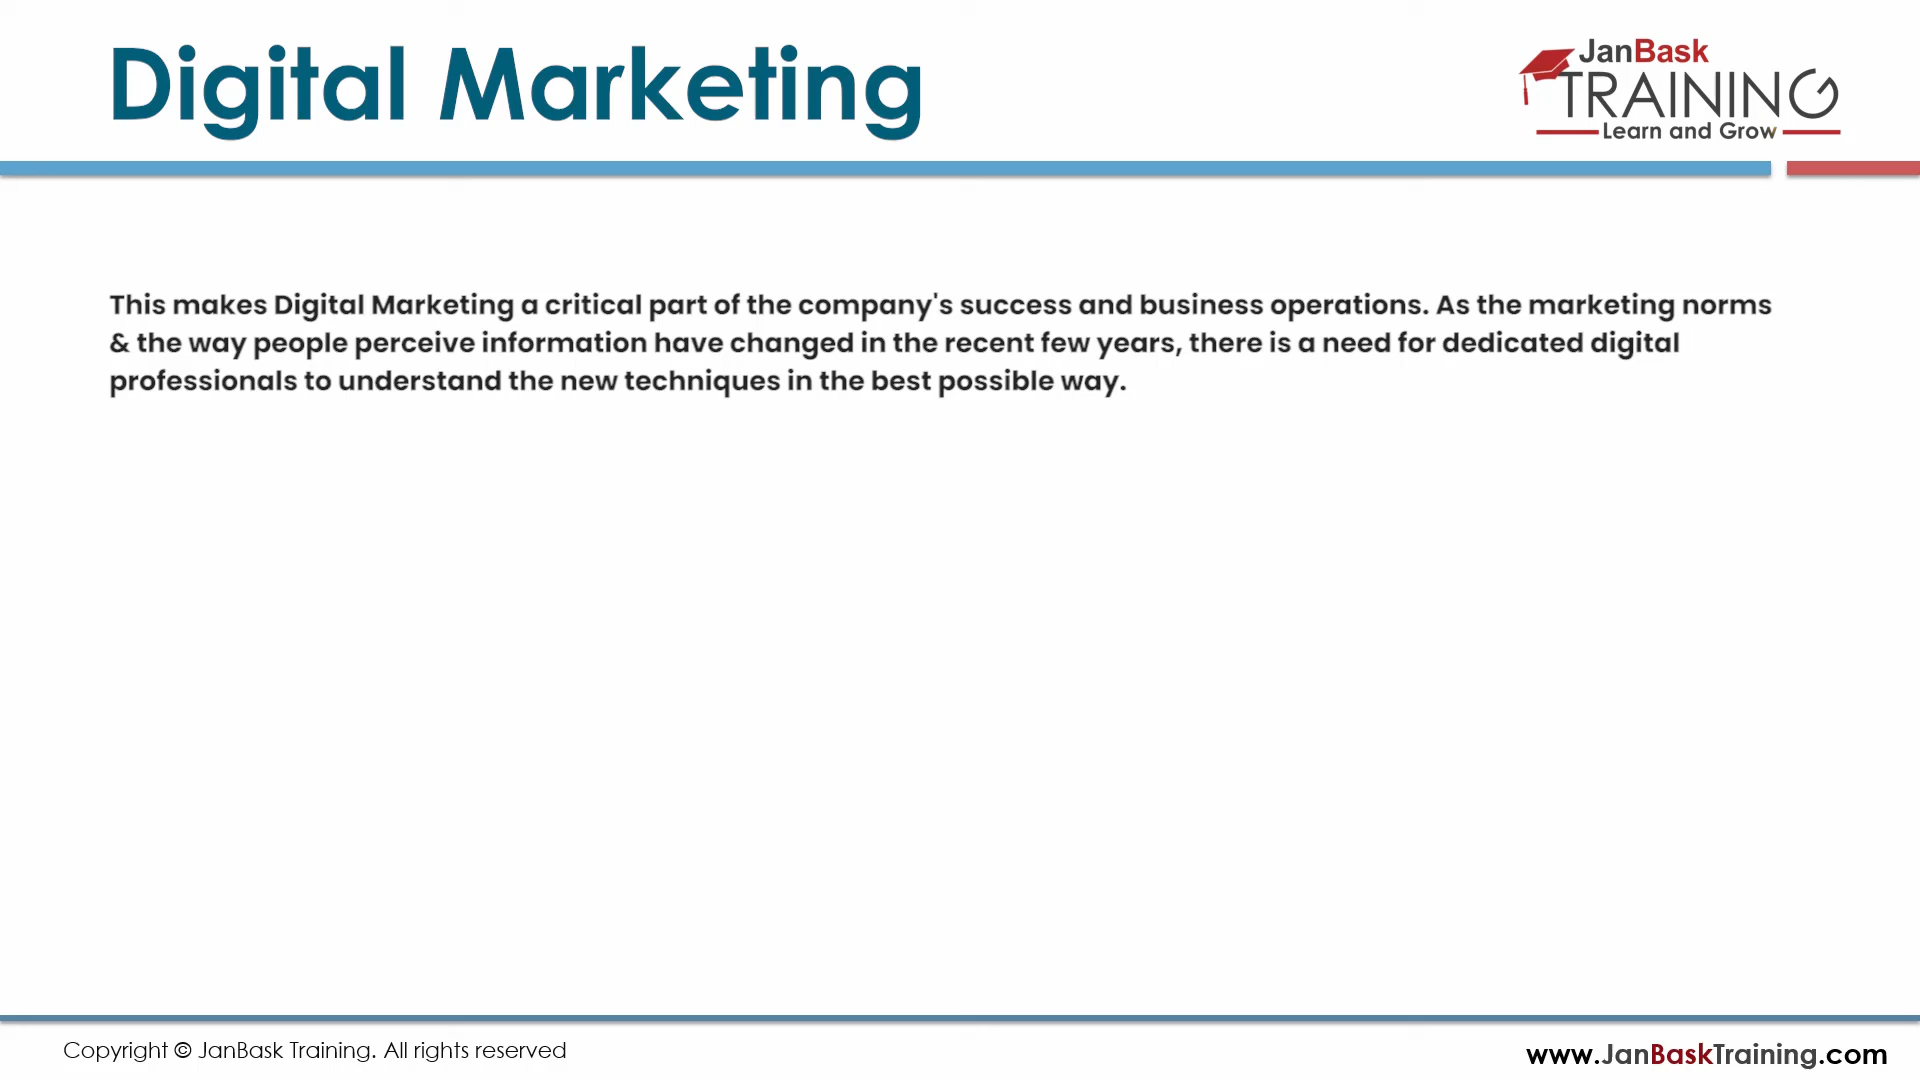 Digital Marketing
JanBask
TRAINING
Learn and Grow
This makes Digital Marketing a critical part of the company's success and business operations. As the marketing norms
& the way people perceive information have changed in the recent few years, there is a need for dedicated digital
professionals to understand the new techniques in the best possible way.
Copyright © JanBask Training. All rights reserved
www.JanBaskTraining.com